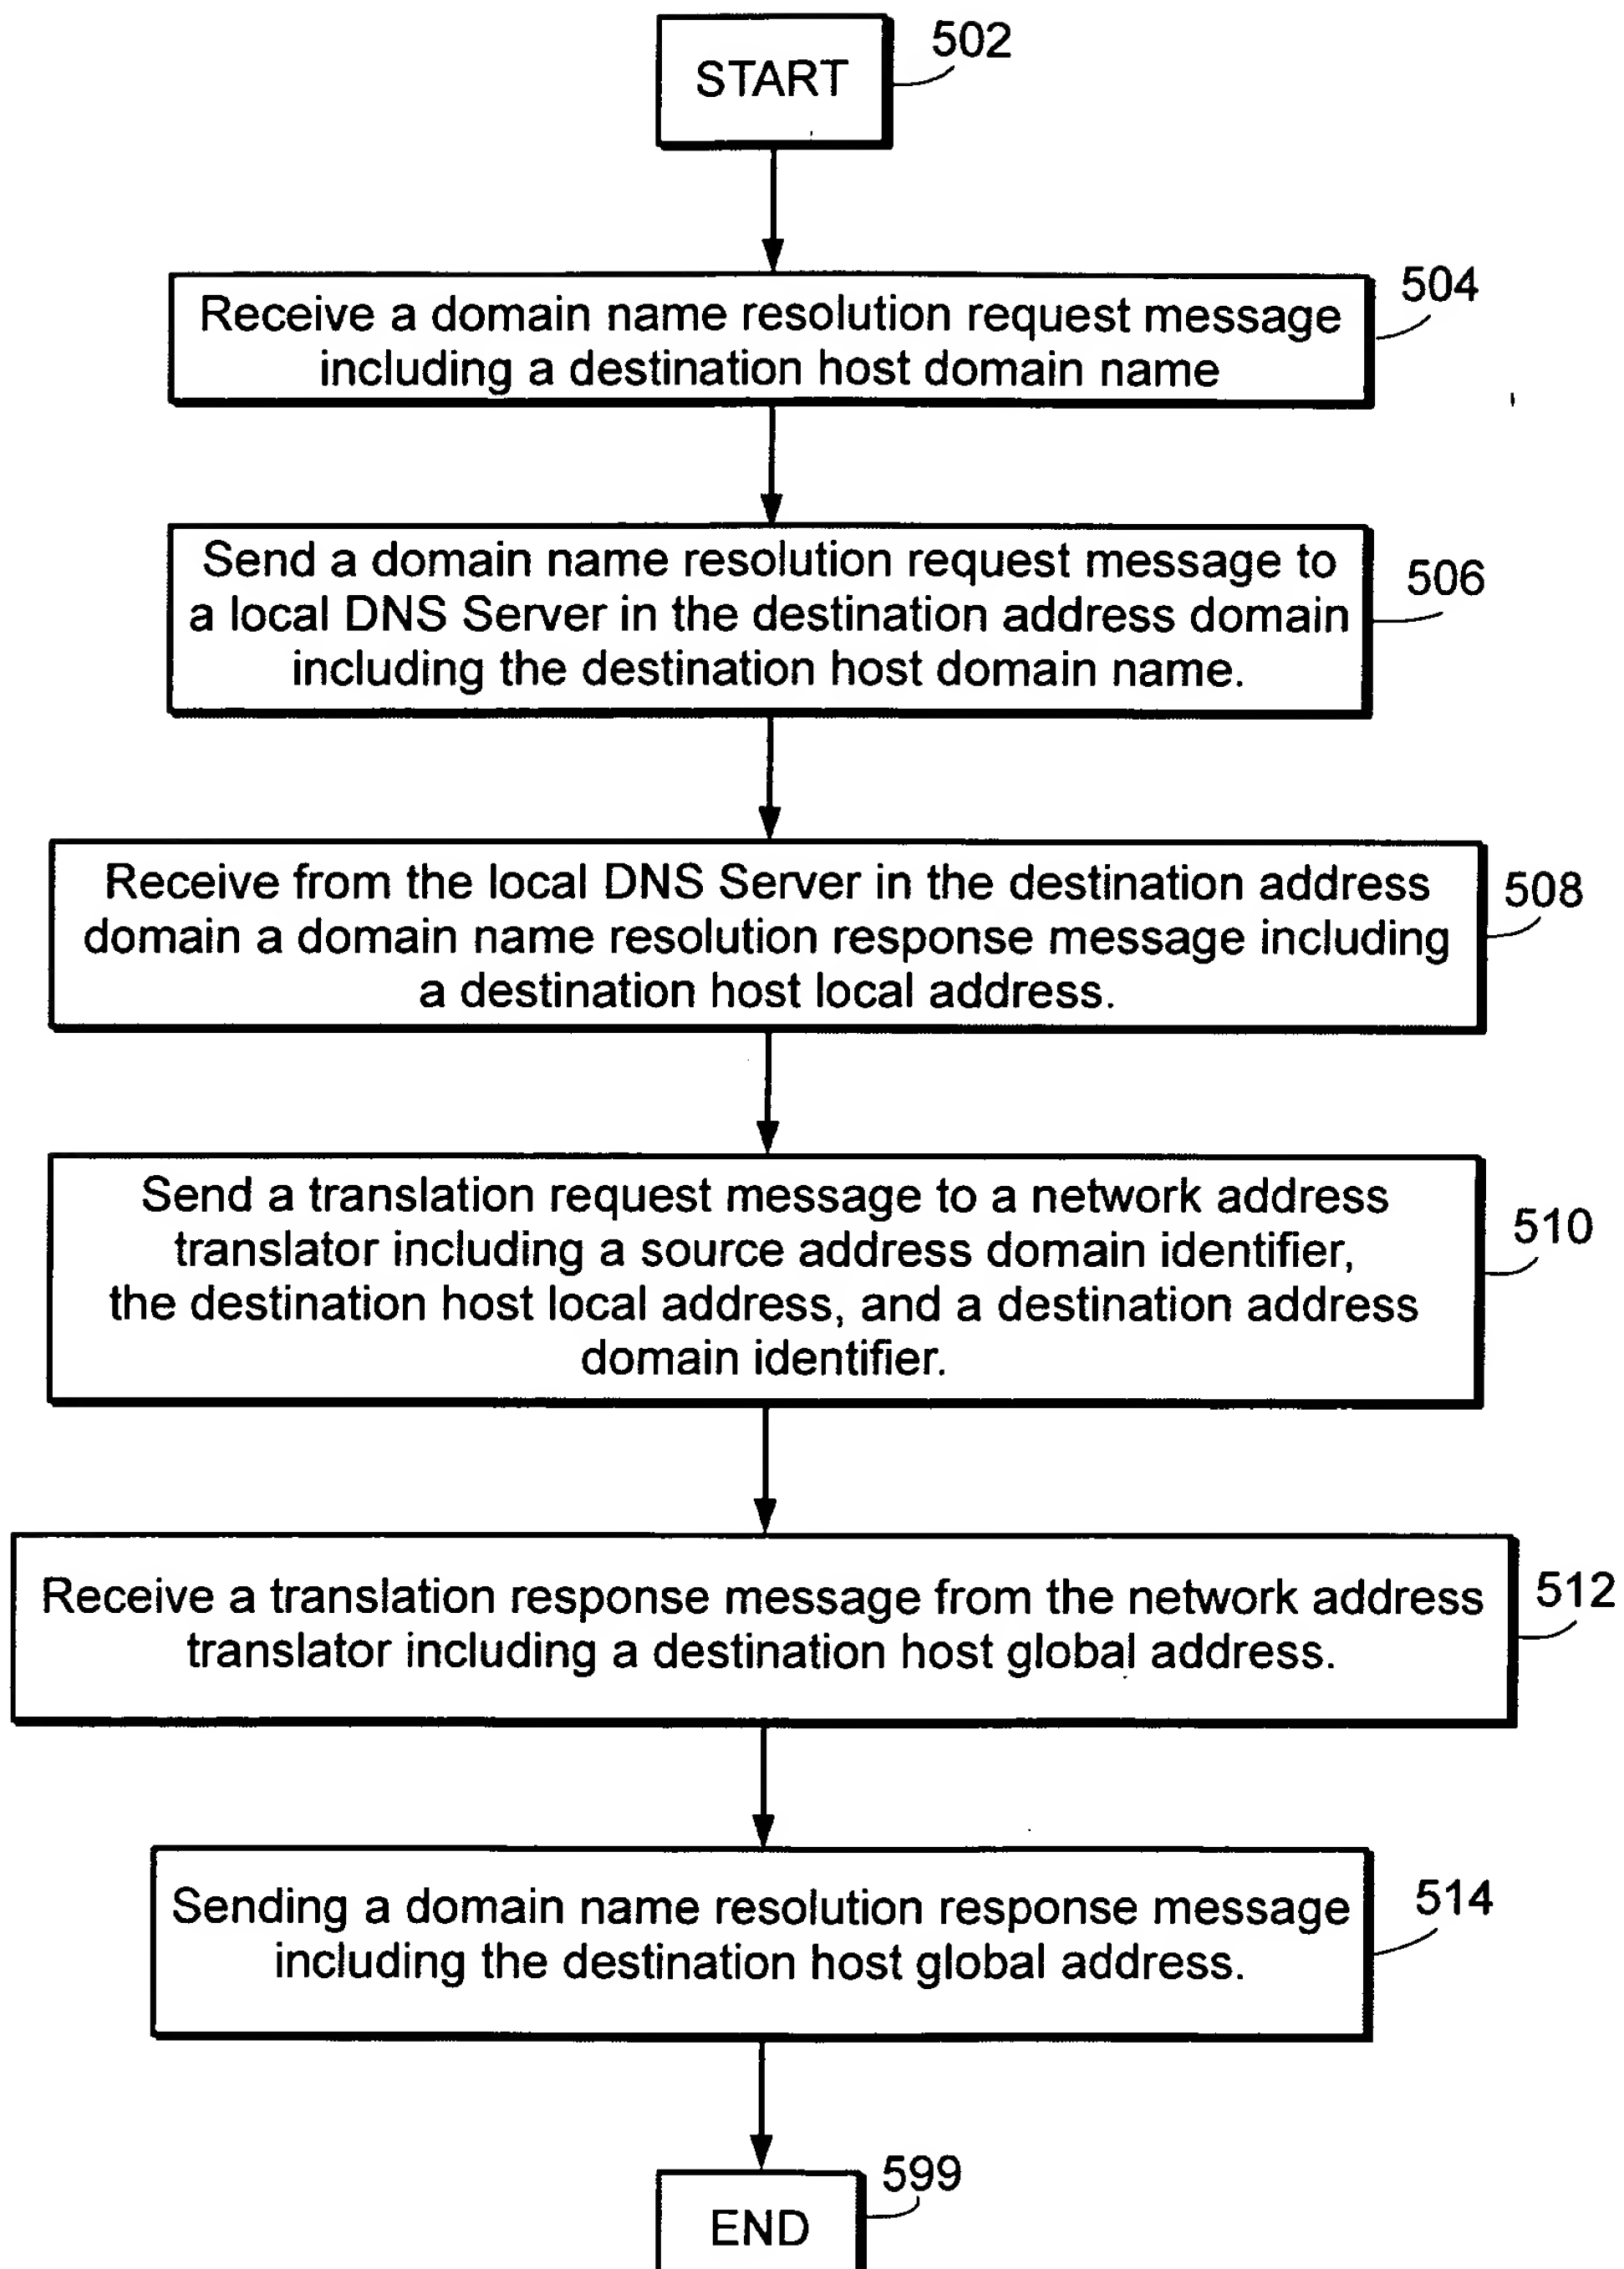 START
502
Receive a domain name resolution request message
including a destination host domain name
504
Send a domain name resolution request message to
a local DNS Server in the destination address domain
including the destination host domain name.
506
Receive from the local DNS Server in the destination address
domain a domain name resolution response message including
a destination host local address.
508
Send a translation request message to a network address
translator including a source address domain identifier,
the destination host local address, and a destination address
domain identifier.
510
Receive a translation response message from the network address
translator including a destination host global address.
512
Sending a domain name resolution response message
including the destination host global address.
514
END
599